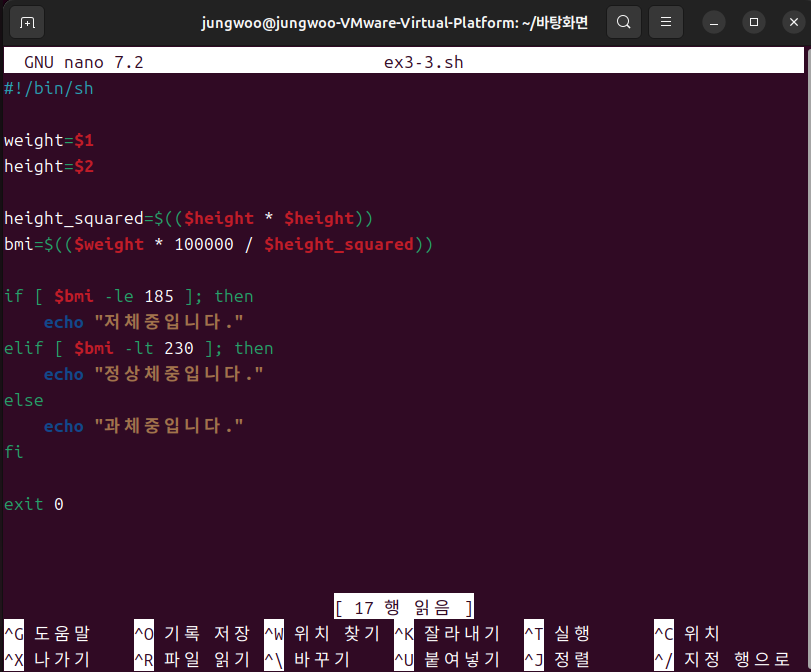 jungwoo@jungwoo-VMware-Virtual-Platform: ~/바탕화면
GNU nano 7.2 ex3-3.sh
#!/bin/sh
weight=$1
height=$2
height_squared=$(($height * $height))
bmi=$(($weight * 100000 / $height_squared))
if [ $bmi -le 185 ]; then
    echo "저체중입니다."
elif [ $bmi -lt 230 ]; then
    echo "정상체중입니다."
else
    echo "과체중입니다."
fi
exit 0
[ 17 행 읽음 ]
^G 도움말 ^O 기록 저장 ^W 위치 찾기 ^K 잘라내기 ^T 실행 ^C 위치
^X 나가기 ^R 파일 읽기 ^\ 바꾸기 ^U 붙여넣기 ^J 정렬 ^/ 지정 행으로